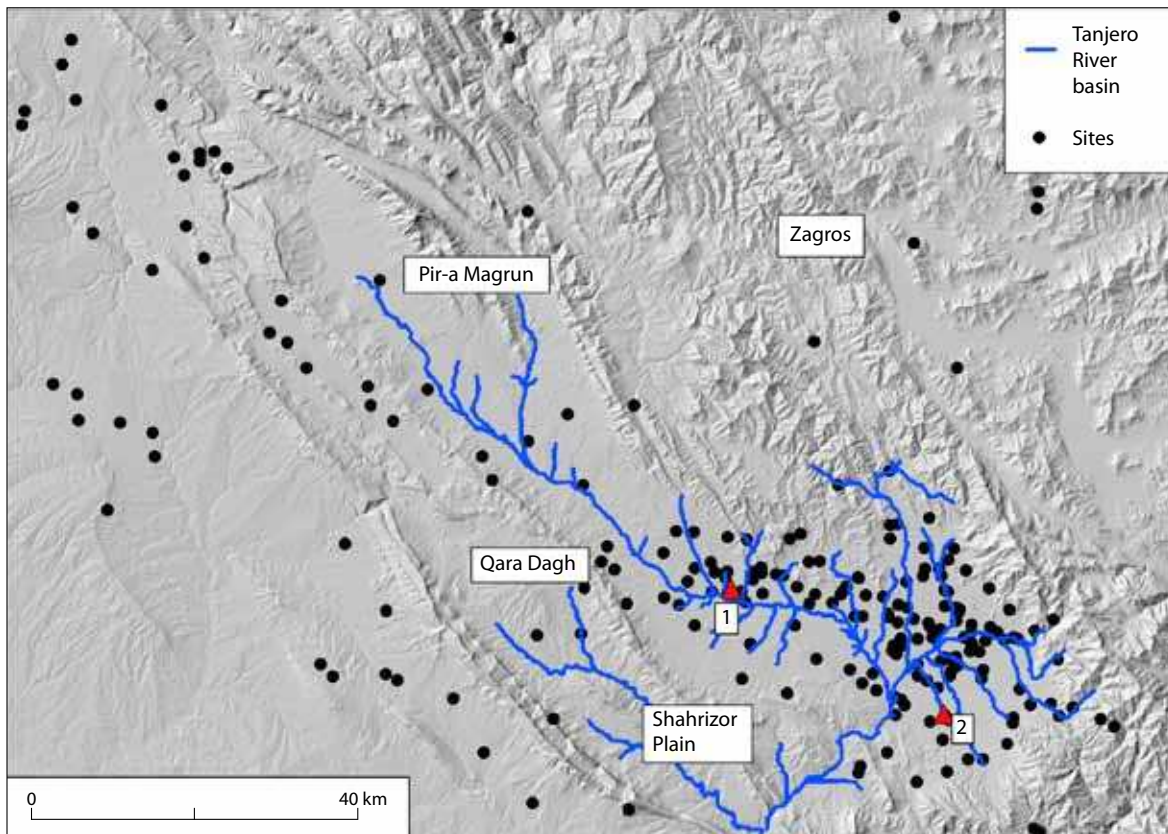 Tanjero
River
basin
Sites
Zagros
Pir-a Magrun
Qara Dagh
1
Shahrizor
Plain
2
0 40 km